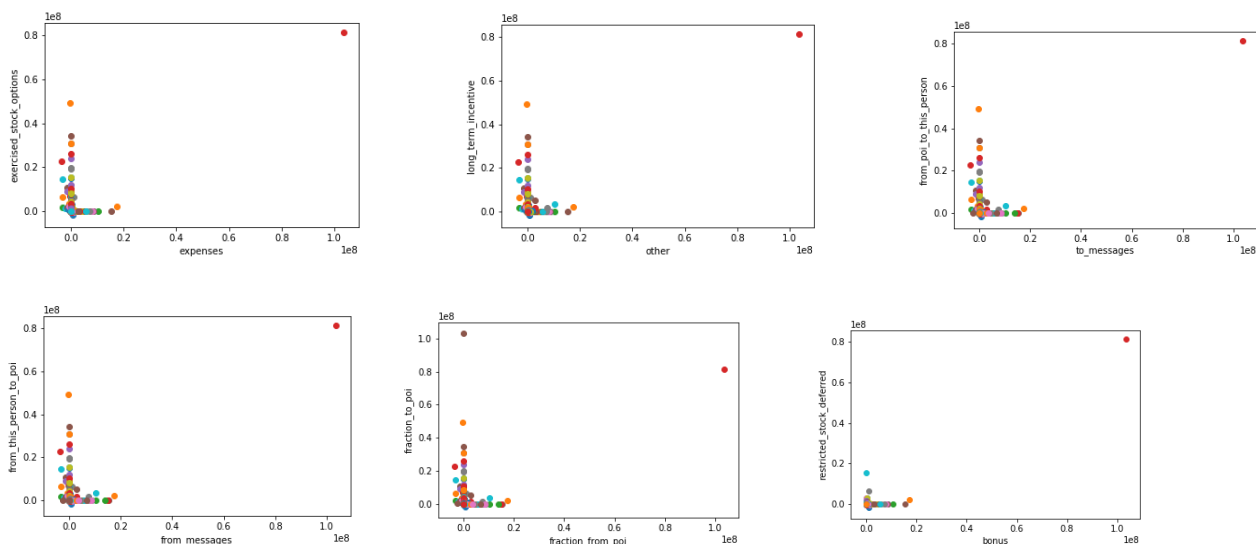 1e8
exercised_stock_options
0.8
0.6
0.4
0.2
0.0
0.0 0.2 0.4 0.6 0.8 1.0
expenses 1e8
1e8
long_term_incentive
0.8
0.6
0.4
0.2
0.0
0.0 0.2 0.4 0.6 0.8 1.0
other 1e8
1e8
from_poi_to_this_person
0.8
0.6
0.4
0.2
0.0
0.0 0.2 0.4 0.6 0.8 1.0
to_messages 1e8
1e8
from_this_person_to_poi
0.8
0.6
0.4
0.2
0.0
0.0 0.2 0.4 0.6 0.8 1.0
from_messages 1e8
1e8
fraction_to_poi
1.0
0.8
0.6
0.4
0.2
0.0
0.0 0.2 0.4 0.6 0.8 1.0
fraction_from_poi 1e8
1e8
restricted_stock_deferred
0.8
0.6
0.4
0.2
0.0
0.0 0.2 0.4 0.6 0.8 1.0
bonus 1e8